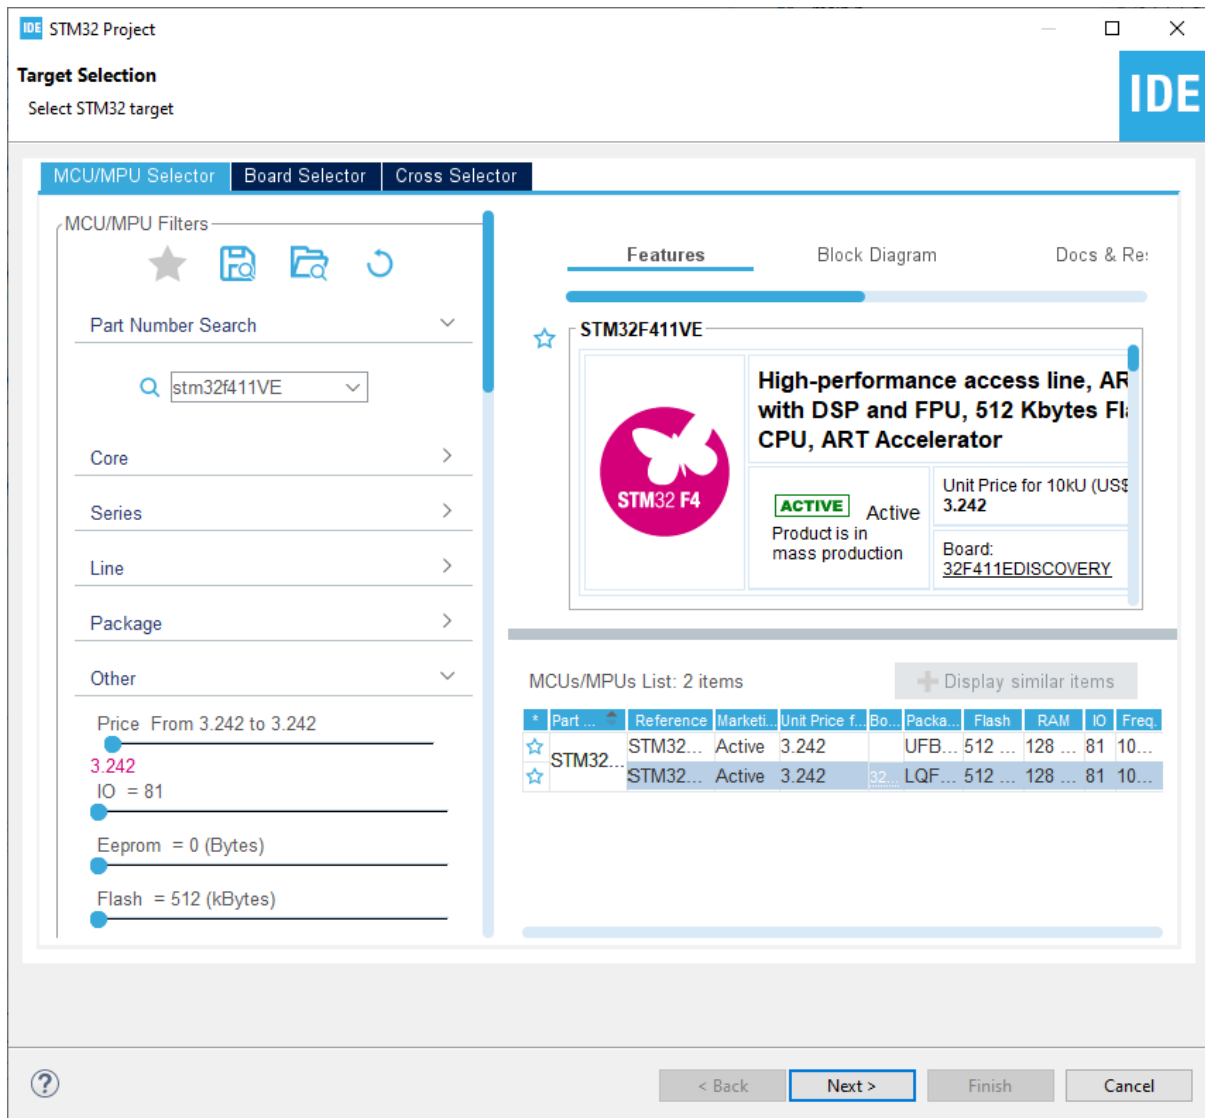 IDE STM32 Project
Target Selection
Select STM32 target
IDE
MCU/MPU Selector Board Selector Cross Selector
MCU/MPU Filters
Part Number Search
stm32f411VE
Core
Series
Line
Package
Other
Price From 3.242 to 3.242
3.242
IO = 81
Eeprom = 0 (Bytes)
Flash = 512 (kBytes)
Features Block Diagram Docs & Re
STM32F411VE
High-performance access line, AR
with DSP and FPU, 512 Kbytes Fl
CPU, ART Accelerator
STM32 F4
ACTIVE Active
Product is in
mass production
Unit Price for 10kU (US$
3.242
Board:
32F411EDISCOVERY
MCUs/MPUs List: 2 items
Display similar items
* Part ... Reference Marketi... Unit Price f... Bo... Packa... Flash RAM IO Freq.
STM32...
STM32... Active 3.242 UFB... 512 ... 128 ... 81 10...
STM32... Active 3.242 32... LQF... 512 ... 128 ... 81 10...
?
< Back Next > Finish Cancel